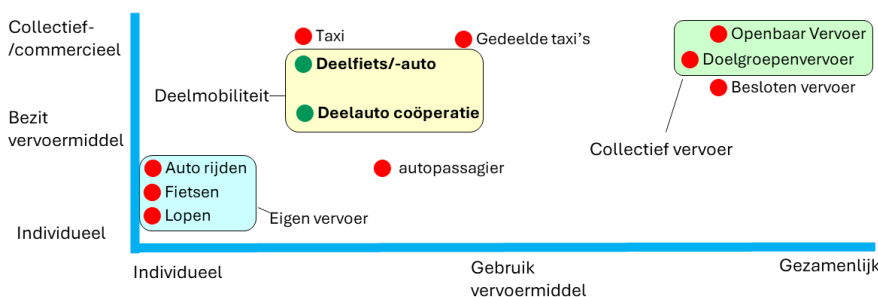 Collectief-
/commercieel
Taxi
Gedeelde taxi's
Openbaar Vervoer
Deelfiets/-auto
Doelgroepenvervoer
Deelmobiliteit
Besloten vervoer
Bezit
vervoermiddel
Deelauto coöperatie
Collectief vervoer
Auto rijden
autopassagier
Fietsen
Lopen
Eigen vervoer
Individueel
Individueel
Gebruik
vervoermiddel
Gezamenlijk